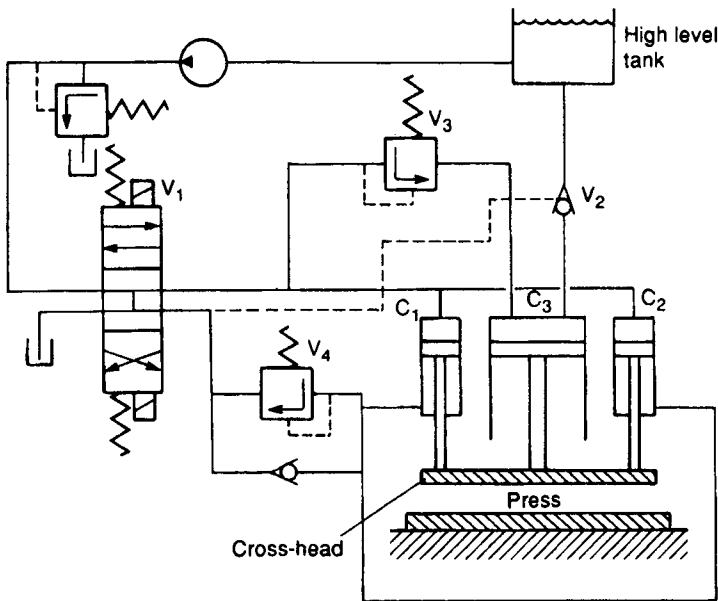 High level
tank
V3
V1
V2
C1
C3
C2
V4
Press
Cross-head